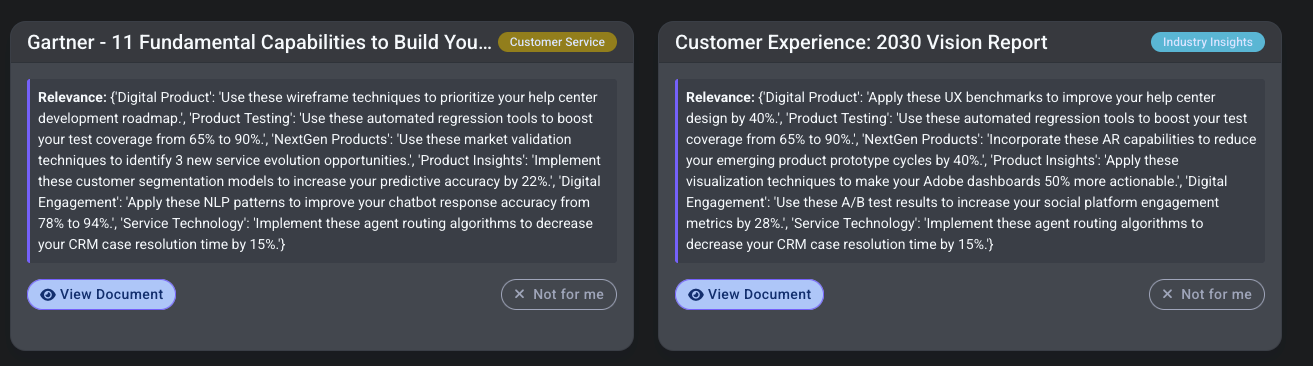 Gartner - 11 Fundamental Capabilities to Build You...
Customer Service
Relevance: {'Digital Product': 'Use these wireframe techniques to prioritize your help center
development roadmap.', 'Product Testing': 'Use these automated regression tools to boost
your test coverage from 65% to 90%.', 'NextGen Products': 'Use these market validation
techniques to identify 3 new service evolution opportunities.', 'Product Insights': 'Implement
these customer segmentation models to increase your predictive accuracy by 22%.', 'Digital
Engagement': 'Apply these NLP patterns to improve your chatbot response accuracy from
78% to 94%.', 'Service Technology': 'Implement these agent routing algorithms to decrease
your CRM case resolution time by 15%.'}
View Document
Not for me
Customer Experience: 2030 Vision Report
Industry Insights
Relevance: {'Digital Product': 'Apply these UX benchmarks to improve your help center
design by 40%.', 'Product Testing': 'Use these automated regression tools to boost your test
coverage from 65% to 90%.', 'NextGen Products': 'Incorporate these AR capabilities to reduce
your emerging product prototype cycles by 40%.', 'Product Insights': 'Apply these
visualization techniques to make your Adobe dashboards 50% more actionable.', 'Digital
Engagement': 'Use these A/B test results to increase your social platform engagement
metrics by 28%.', 'Service Technology': 'Implement these agent routing algorithms to
decrease your CRM case resolution time by 15%.'}
View Document
Not for me